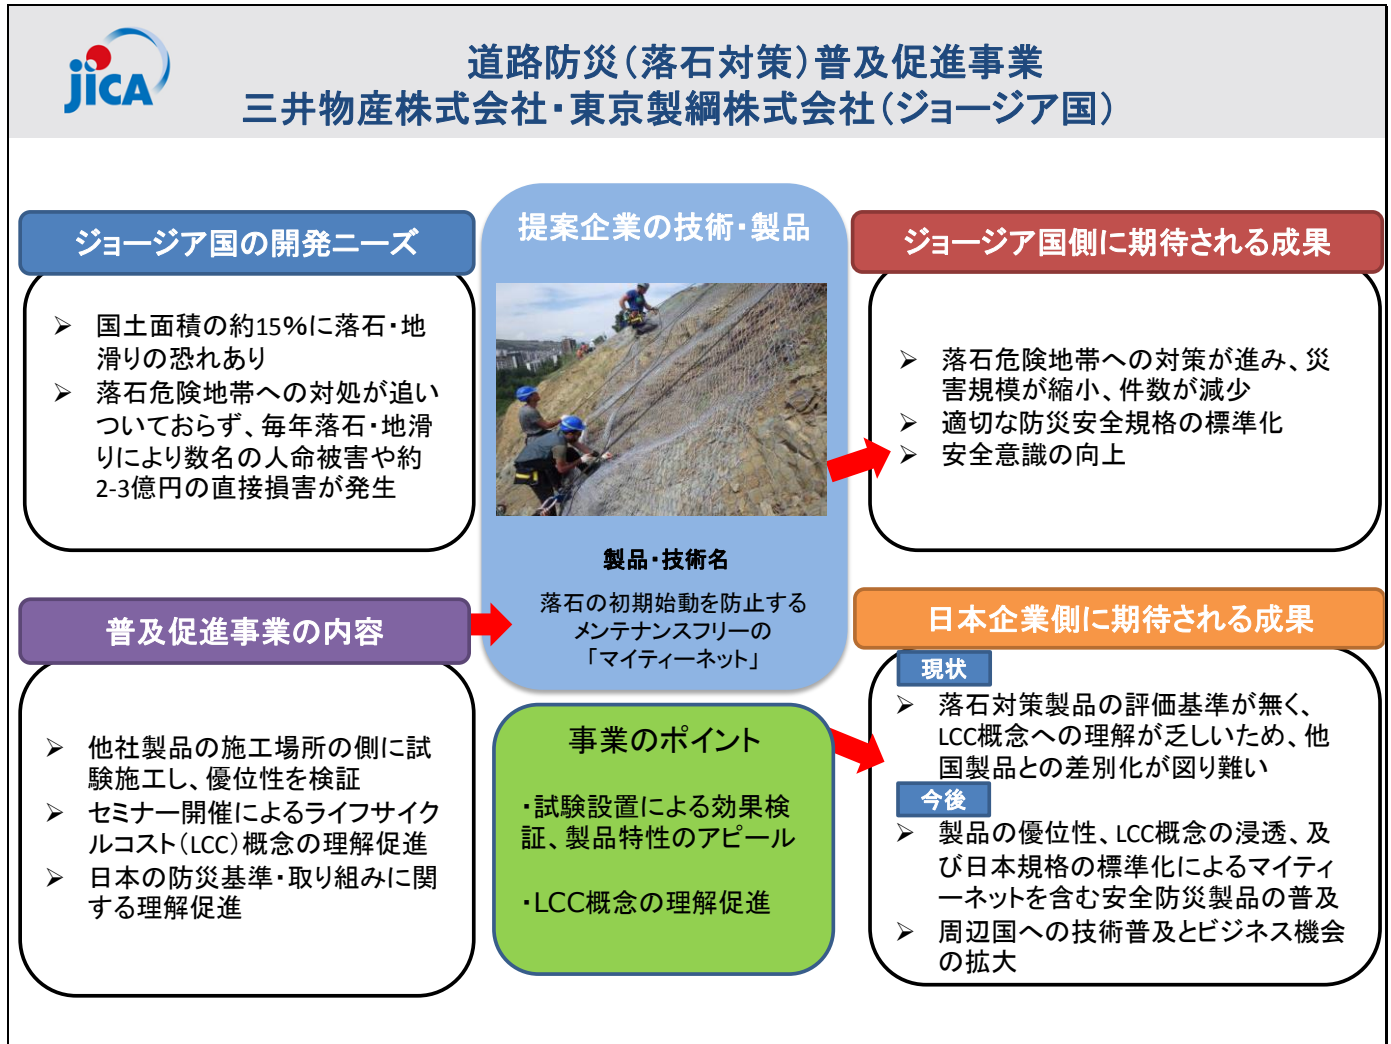 JICA
道路防災(落石対策)普及促進事業
三井物産株式会社・東京製綱株式会社(ジョージア国)
ジョージア国の開発ニーズ
➢ 国土面積の約15%に落石・地
滑りの恐れあり
➢ 落石危険地帯への対処が追い
ついておらず、毎年落石・地滑
りにより数名の人命被害や約
2-3億円の直接損害が発生
普及促進事業の内容
➢ 他社製品の施工場所の側に試
験施工し、優位性を検証
➢ セミナー開催によるライフサイク
ルコスト(LCC)概念の理解促進
➢ 日本の防災基準・取り組みに関
する理解促進
提案企業の技術・製品
製品・技術名
落石の初期始動を防止する
メンテナンスフリーの
「マイティーネット」
事業のポイント
・試験設置による効果検
証、製品特性のアピール
・LCC概念の理解促進
ジョージア国側に期待される成果
➢ 落石危険地帯への対策が進み、災
害規模が縮小、件数が減少
➢ 適切な防災安全規格の標準化
➢ 安全意識の向上
日本企業側に期待される成果
現状
➢ 落石対策製品の評価基準が無く、
LCC概念への理解が乏しいため、他
国製品との差別化が図り難い
今後
➢ 製品の優位性、LCC概念の浸透、及
び日本規格の標準化によるマイティ
ーネットを含む安全防災製品の普及
➢ 周辺国への技術普及とビジネス機会
の拡大